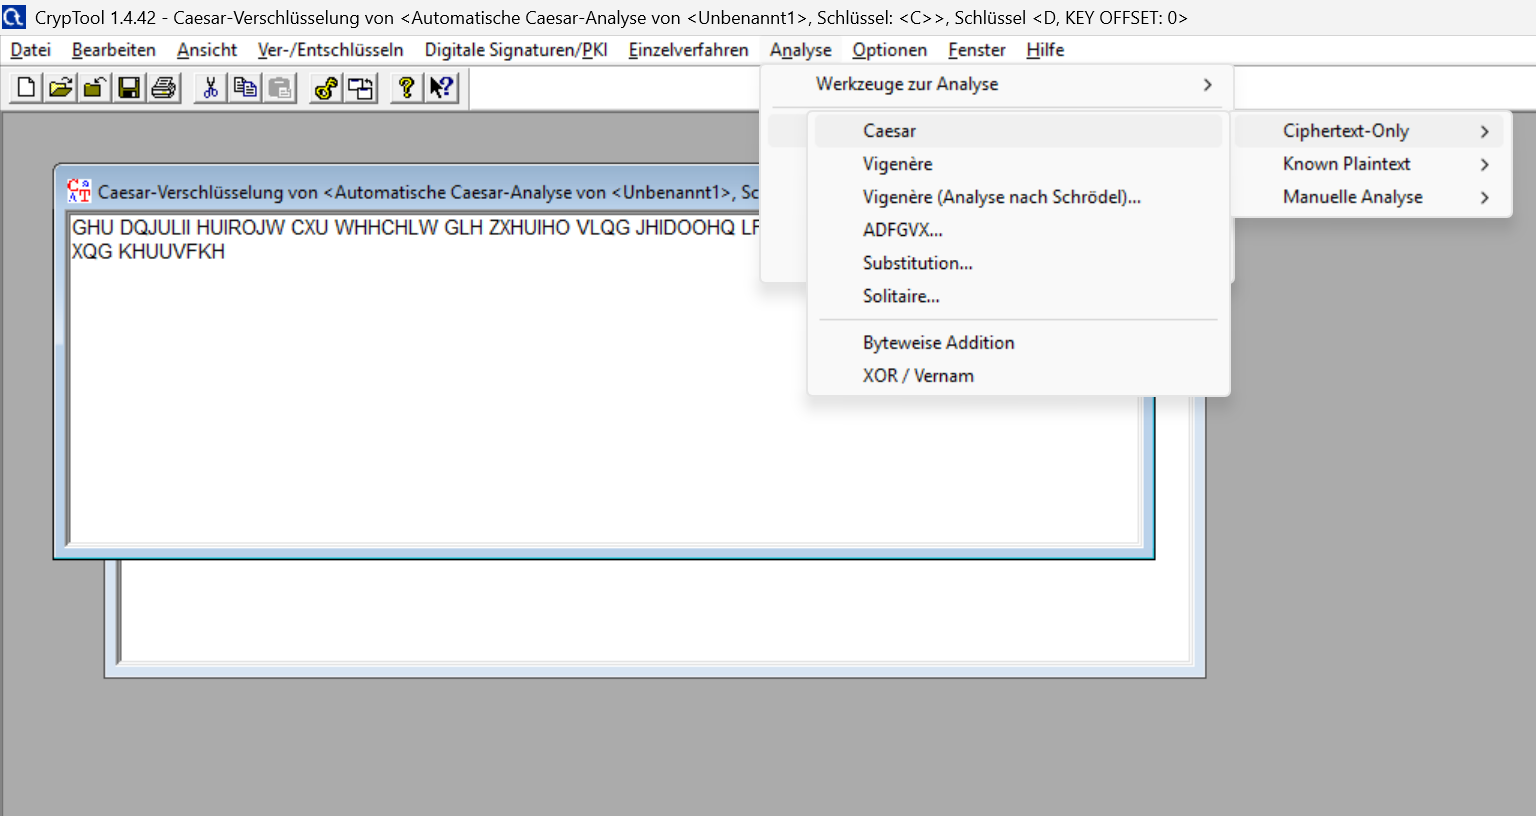 CrypTool 1.4.42 - Caesar-Verschlüsselung von <Automatische Caesar-Analyse von <Unbenannt1>, Schlüssel: <C>>, Schlüssel <D, KEY OFFSET: 0>
Datei Bearbeiten Ansicht Ver-/Entschlüsseln Digitale Signaturen/PKI Einzelverfahren Analyse Optionen Fenster Hilfe
Werkzeuge zur Analyse
Caesar
Vigenère
Vigenère (Analyse nach Schrödel)...
ADFGVX...
Substitution...
Solitaire...
Byteweise Addition
XOR / Vernam
Ciphertext-Only
Known Plaintext
Manuelle Analyse
Caesar-Verschlüsselung von <Automatische Caesar-Analyse von <Unbenannt1>, Sc
GHU DQJULII HUIROJW CXU WHHCHLW GLH ZXHUIHO VLQG JHIDOOHQ
XQG KHUUVFKH